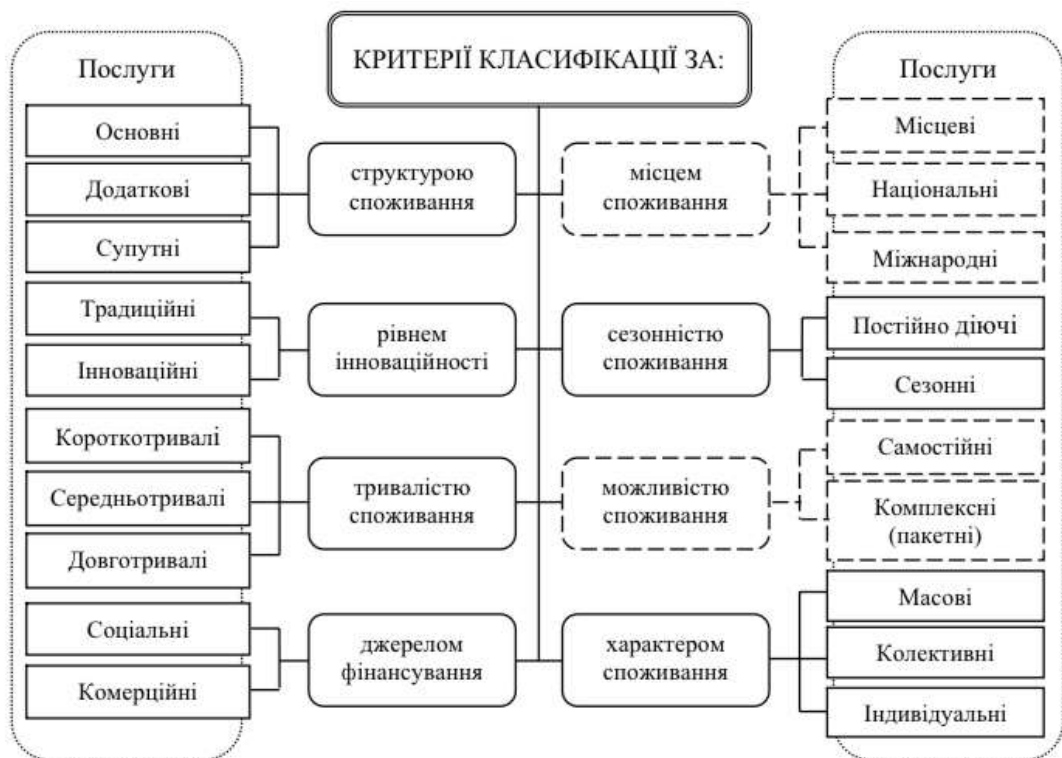 КРИТЕРІЇ КЛАСИФІКАЦІЇ ЗА:
Послуги
Основні
Додаткові
Супутні
Традиційні
Інноваційні
Короткотривалі
Середньотривалі
Довготривалі
Соціальні
Комерційні
структурою
споживання
рівнем
інноваційності
тривалістю
споживання
джерелом
фінансування
місцем
споживання
сезонністю
споживання
можливістю
споживання
характером
споживання
Послуги
Місцеві
Національні
Міжнародні
Постійно діючі
Сезонні
Самостійні
Комплексні
(пакетні)
Масові
Колективні
Індивідуальні